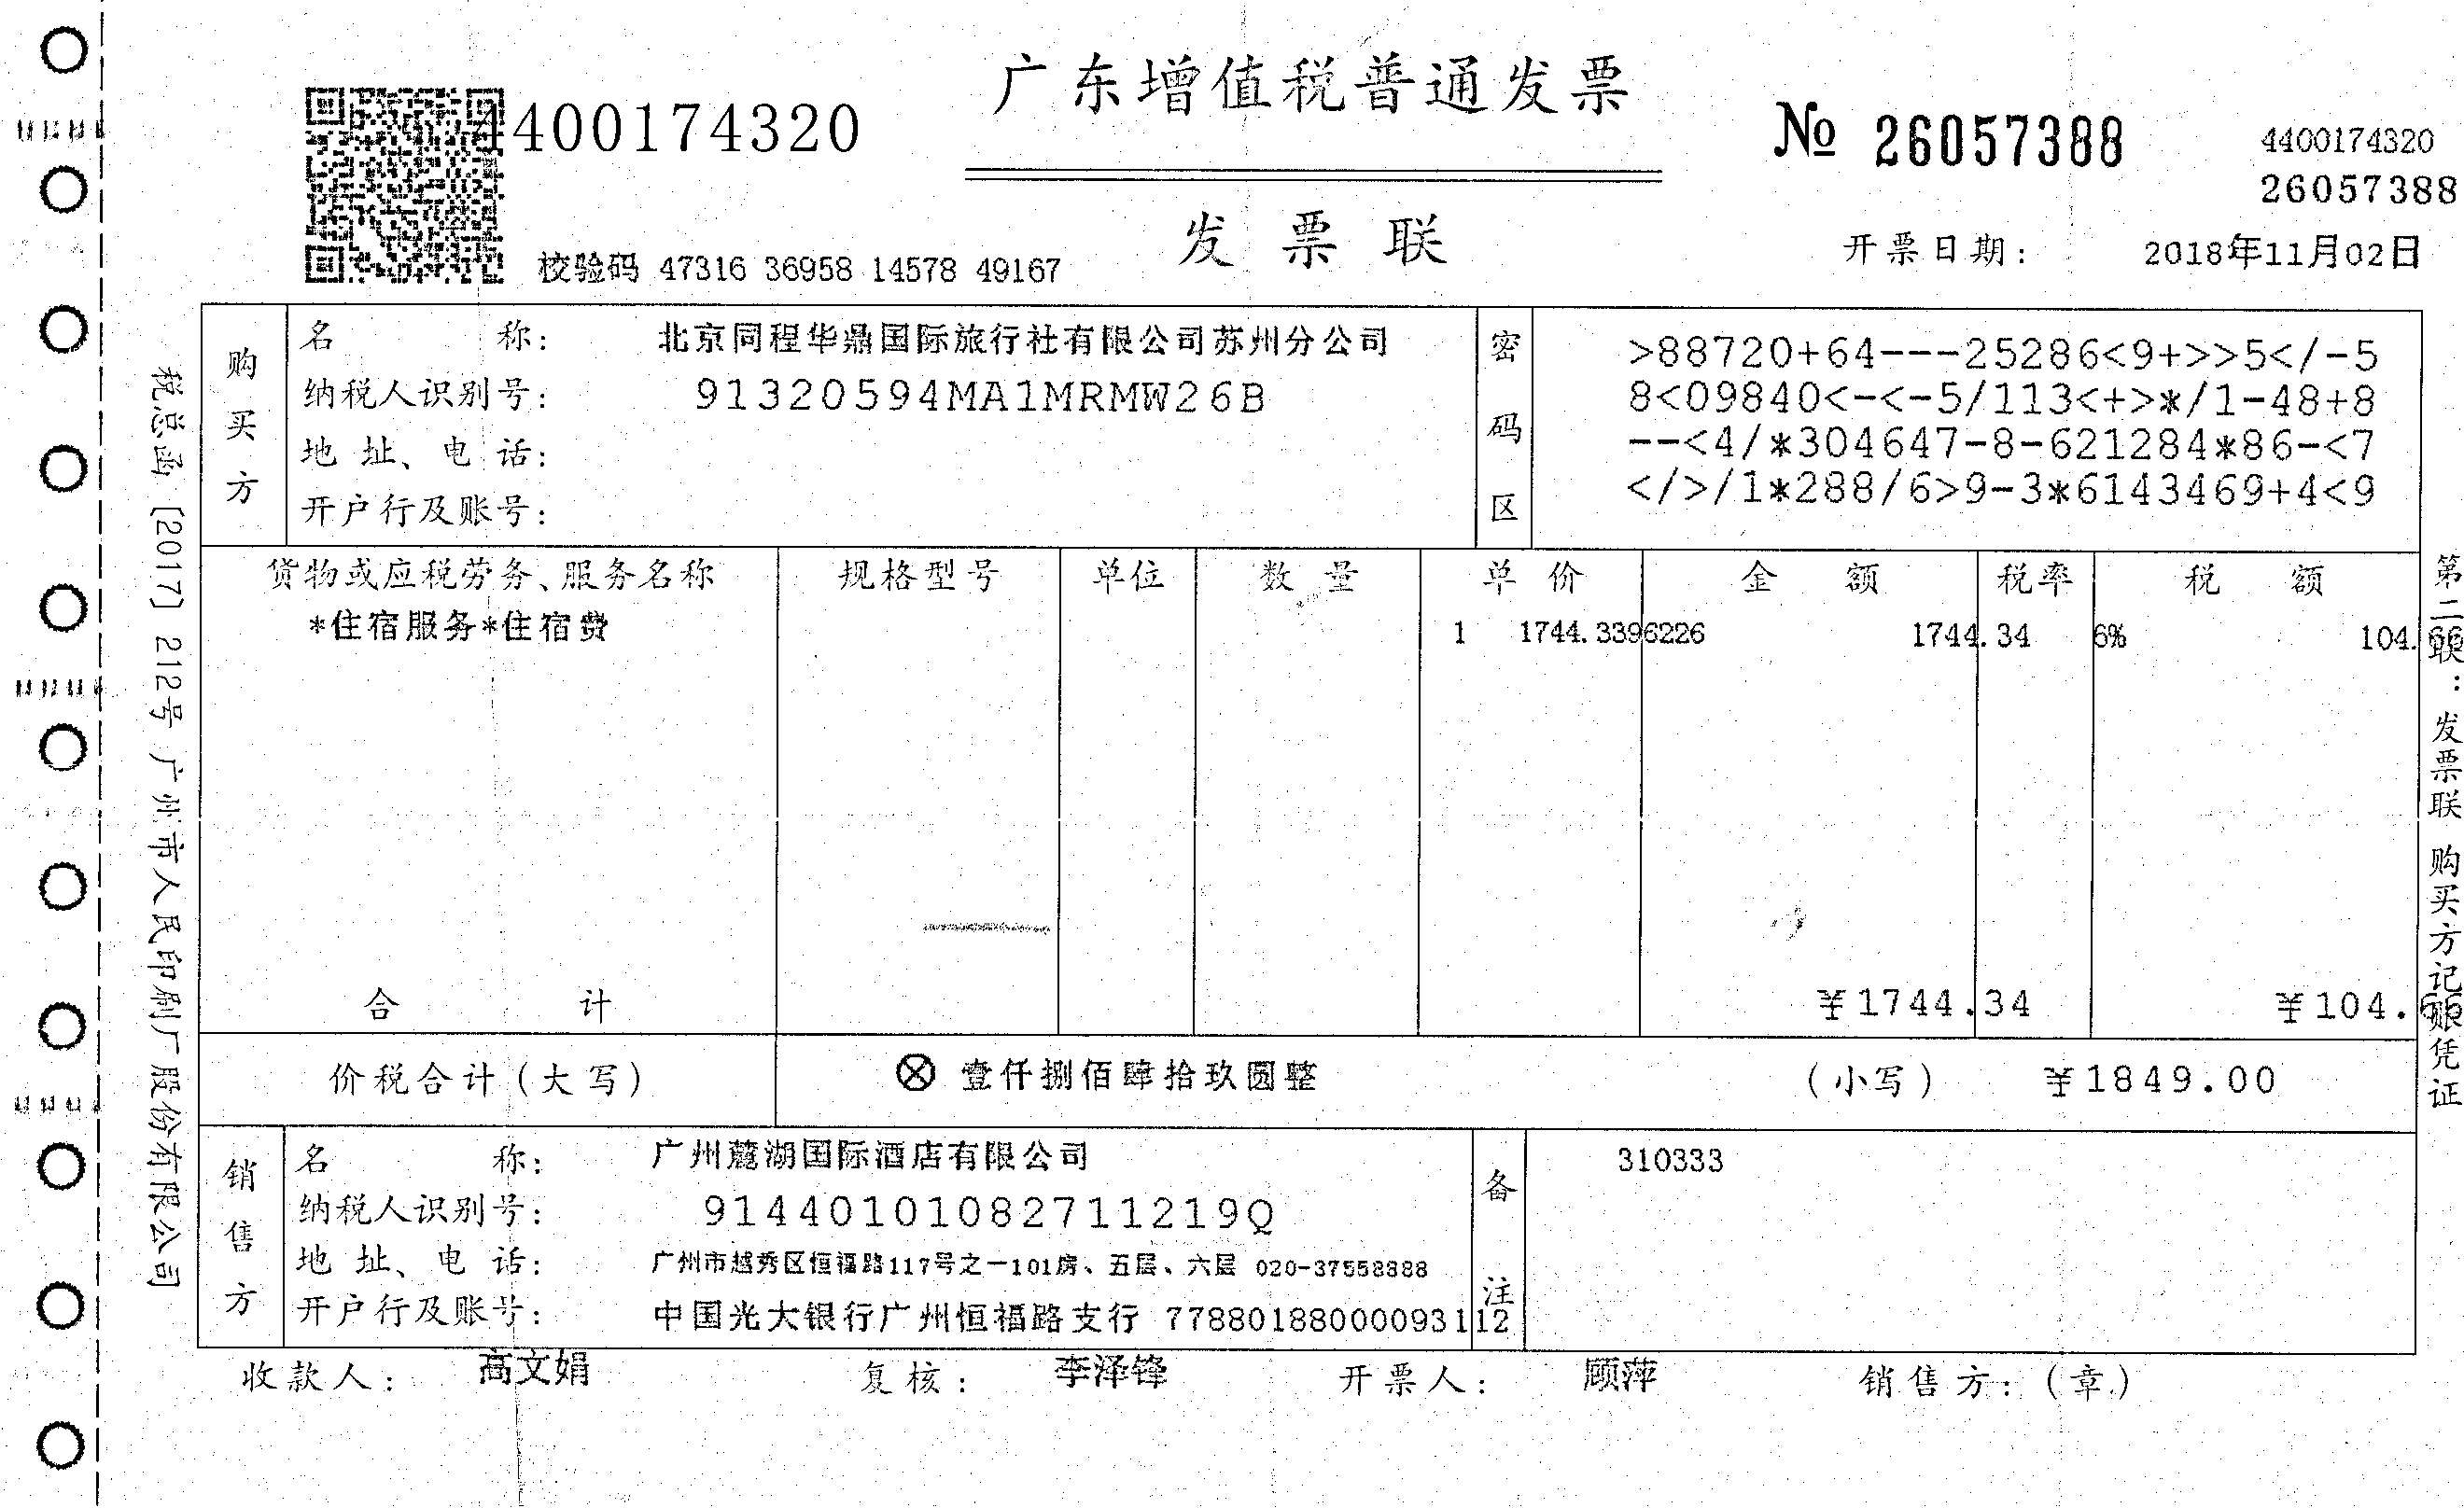 广东增值税普通发票
4400174320
№ 26057388
4400174320
26057388
发票联
校验码 47316 36958 14578 49167
开票日期: 2018年11月02日
购买方
名称: 北京同程华鼎国际旅行社有限公司苏州分公司
纳税人识别号: 91320594MA1MRMW26B
地址、电话:
开户行及账号:
密码区
>88720+64---25286<9+>>5</-5
8<09840<-<-5/113<+>*/1-48+8
--<4/*304647-8-621284*86-<7
</>/1*288/6>9-3*6143469+4<9
货物或应税劳务、服务名称 规格型号 单位 数量 单价 金额 税率 税额
*住宿服务*住宿费 1 1744.3396226 1744.34 6% 104.66
合计 ¥1744.34 ¥104.66
价税合计(大写) ⊗ 壹仟捌佰肆拾玖圆整 (小写) ¥1849.00
销售方
名称: 广州麓湖国际酒店有限公司
纳税人识别号: 91440101082711219Q
地址、电话: 广州市越秀区恒福路117号之一101房、五层、六层 020-37558888
开户行及账号: 中国光大银行广州恒福路支行 77880188000093112
备注
310333
收款人: 高文娟 复核: 李泽锋 开票人: 顾萍 销售方:(章)
税总函[2017]212号 广州市人民印刷厂股份有限公司
第二联:发票联 购买方记账凭证